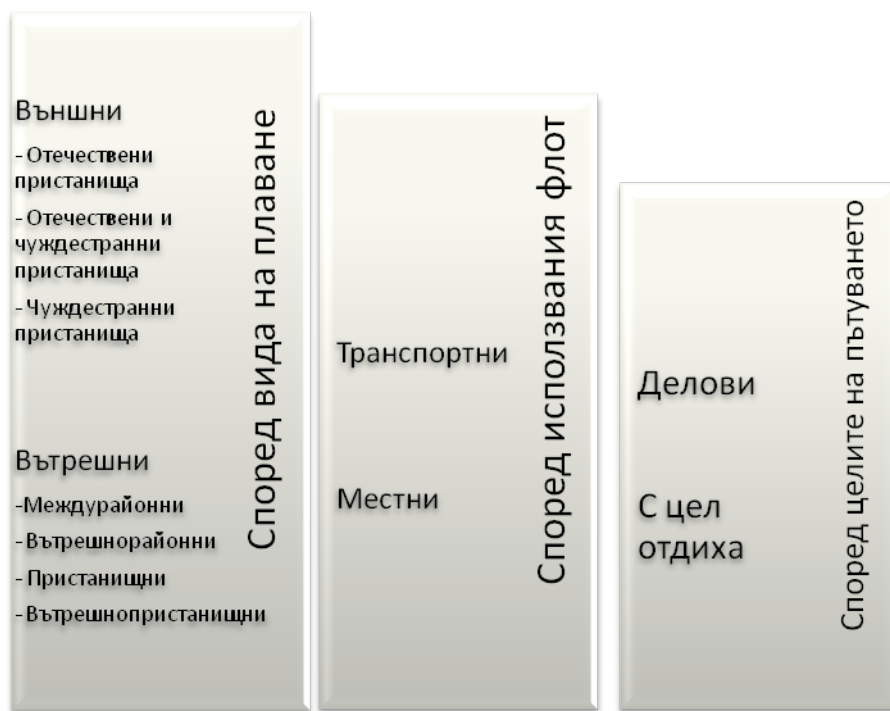 Според вида на плаване
Външни
- Отечествени
пристанища
- Отечествени и
чуждестранни
пристанища
- Чуждестранни
пристанища
Вътрешни
-Междурайонни
- Вътрешнорайонни
- Пристанищни
- Вътрешнопристанищни
Според използвания флот
Транспортни
Местни
Според целите на пътуването
Делови
С цел
отдиха